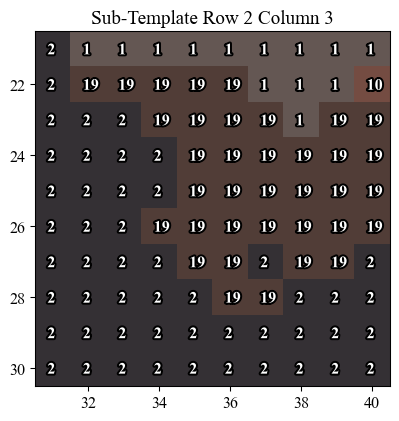 Sub-Template Row 2 Column 3
2 1 1 1 1 1 1 1 1 1
22 2 19 19 19 19 19 1 1 1 10
2 2 2 19 19 19 19 1 19 19
24 2 2 2 2 19 19 19 19 19 19
2 2 2 2 19 19 19 19 19 19
26 2 2 2 19 19 19 19 19 19 19
2 2 2 2 19 19 2 19 19 2
28 2 2 2 2 2 19 19 2 2 2
2 2 2 2 2 2 2 2 2 2
30 2 2 2 2 2 2 2 2 2 2
32 34 36 38 40